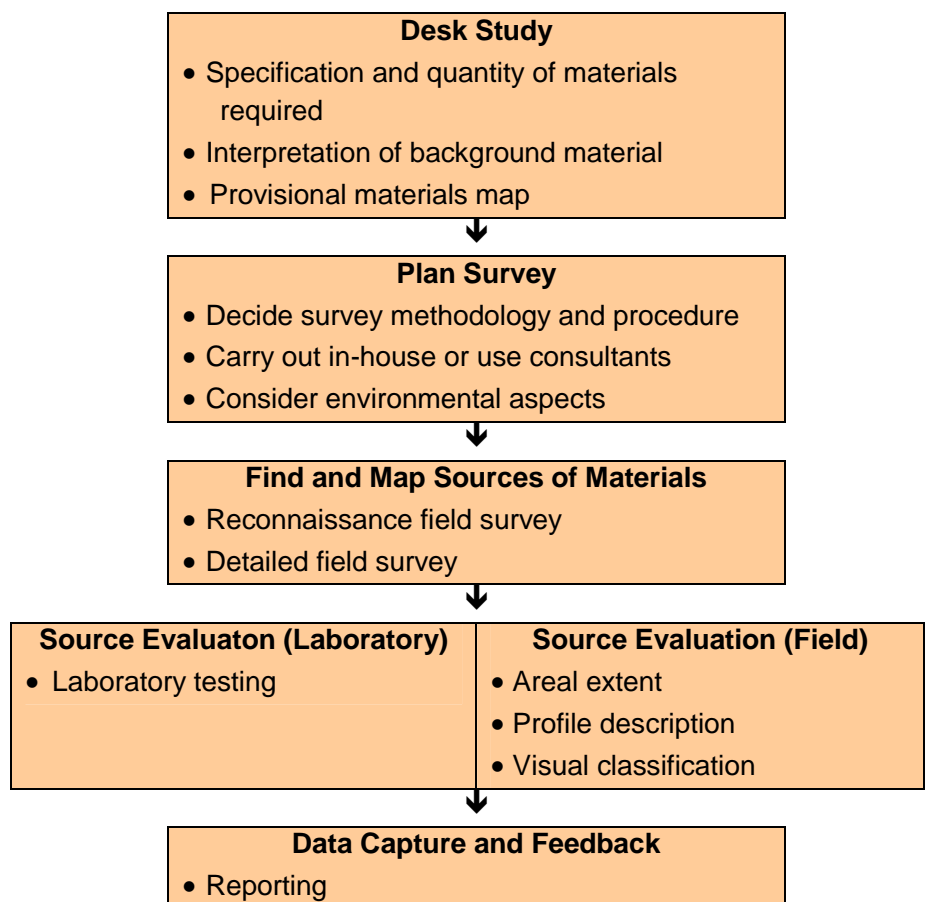 Desk Study
• Specification and quantity of materials
required
• Interpretation of background material
• Provisional materials map
Plan Survey
• Decide survey methodology and procedure
• Carry out in-house or use consultants
• Consider environmental aspects
Find and Map Sources of Materials
• Reconnaissance field survey
• Detailed field survey
Source Evaluaton (Laboratory)
• Laboratory testing
Source Evaluation (Field)
• Areal extent
• Profile description
• Visual classification
Data Capture and Feedback
• Reporting